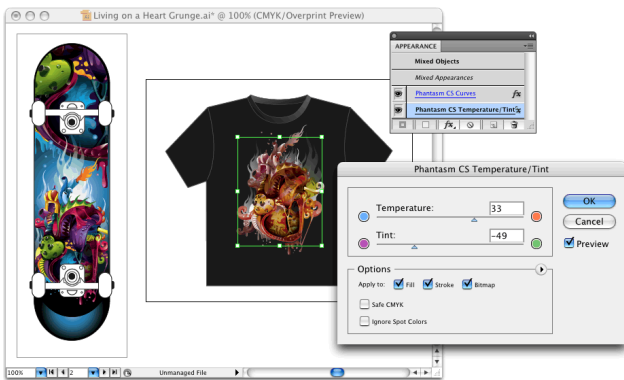 Living on a Heart Grunge.ai* @ 100% (CMYK/Overprint Preview)
APPEARANCE
Mixed Objects
Mixed Appearances
Phantasm CS Curves fx
Phantasm CS Temperature/Tint
fx
Phantasm CS Temperature/Tint
Temperature: 33
Tint: -49
OK
Cancel
Preview
Options
Apply to: Fill Stroke Bitmap
Safe CMYK
Ignore Spot Colors
100% 2 Unmanaged File